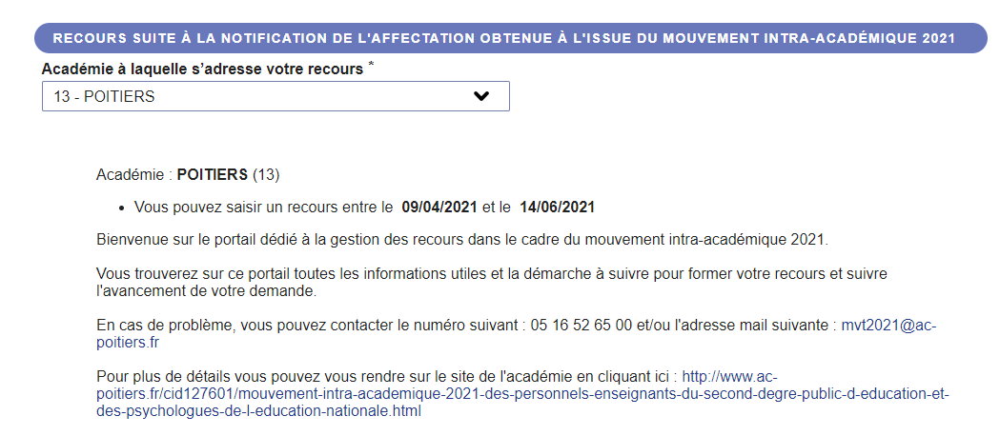 RECOURS SUITE À LA NOTIFICATION DE L'AFFECTATION OBTENUE À L'ISSUE DU MOUVEMENT INTRA-ACADÉMIQUE 2021
Académie à laquelle s’adresse votre recours *
13 - POITIERS
Académie : POITIERS (13)
• Vous pouvez saisir un recours entre le 09/04/2021 et le 14/06/2021
Bienvenue sur le portail dédié à la gestion des recours dans le cadre du mouvement intra-académique 2021.
Vous trouverez sur ce portail toutes les informations utiles et la démarche à suivre pour former votre recours et suivre
l'avancement de votre demande.
En cas de problème, vous pouvez contacter le numéro suivant : 05 16 52 65 00 et/ou l'adresse mail suivante : mvt2021@ac-
poitiers.fr
Pour plus de détails vous pouvez vous rendre sur le site de l'académie en cliquant ici : http://www.ac-
poitiers.fr/cid127601/mouvement-intra-academique-2021-des-personnels-enseignants-du-second-degre-public-d-education-et-
des-psychologues-de-l-education-nationale.html